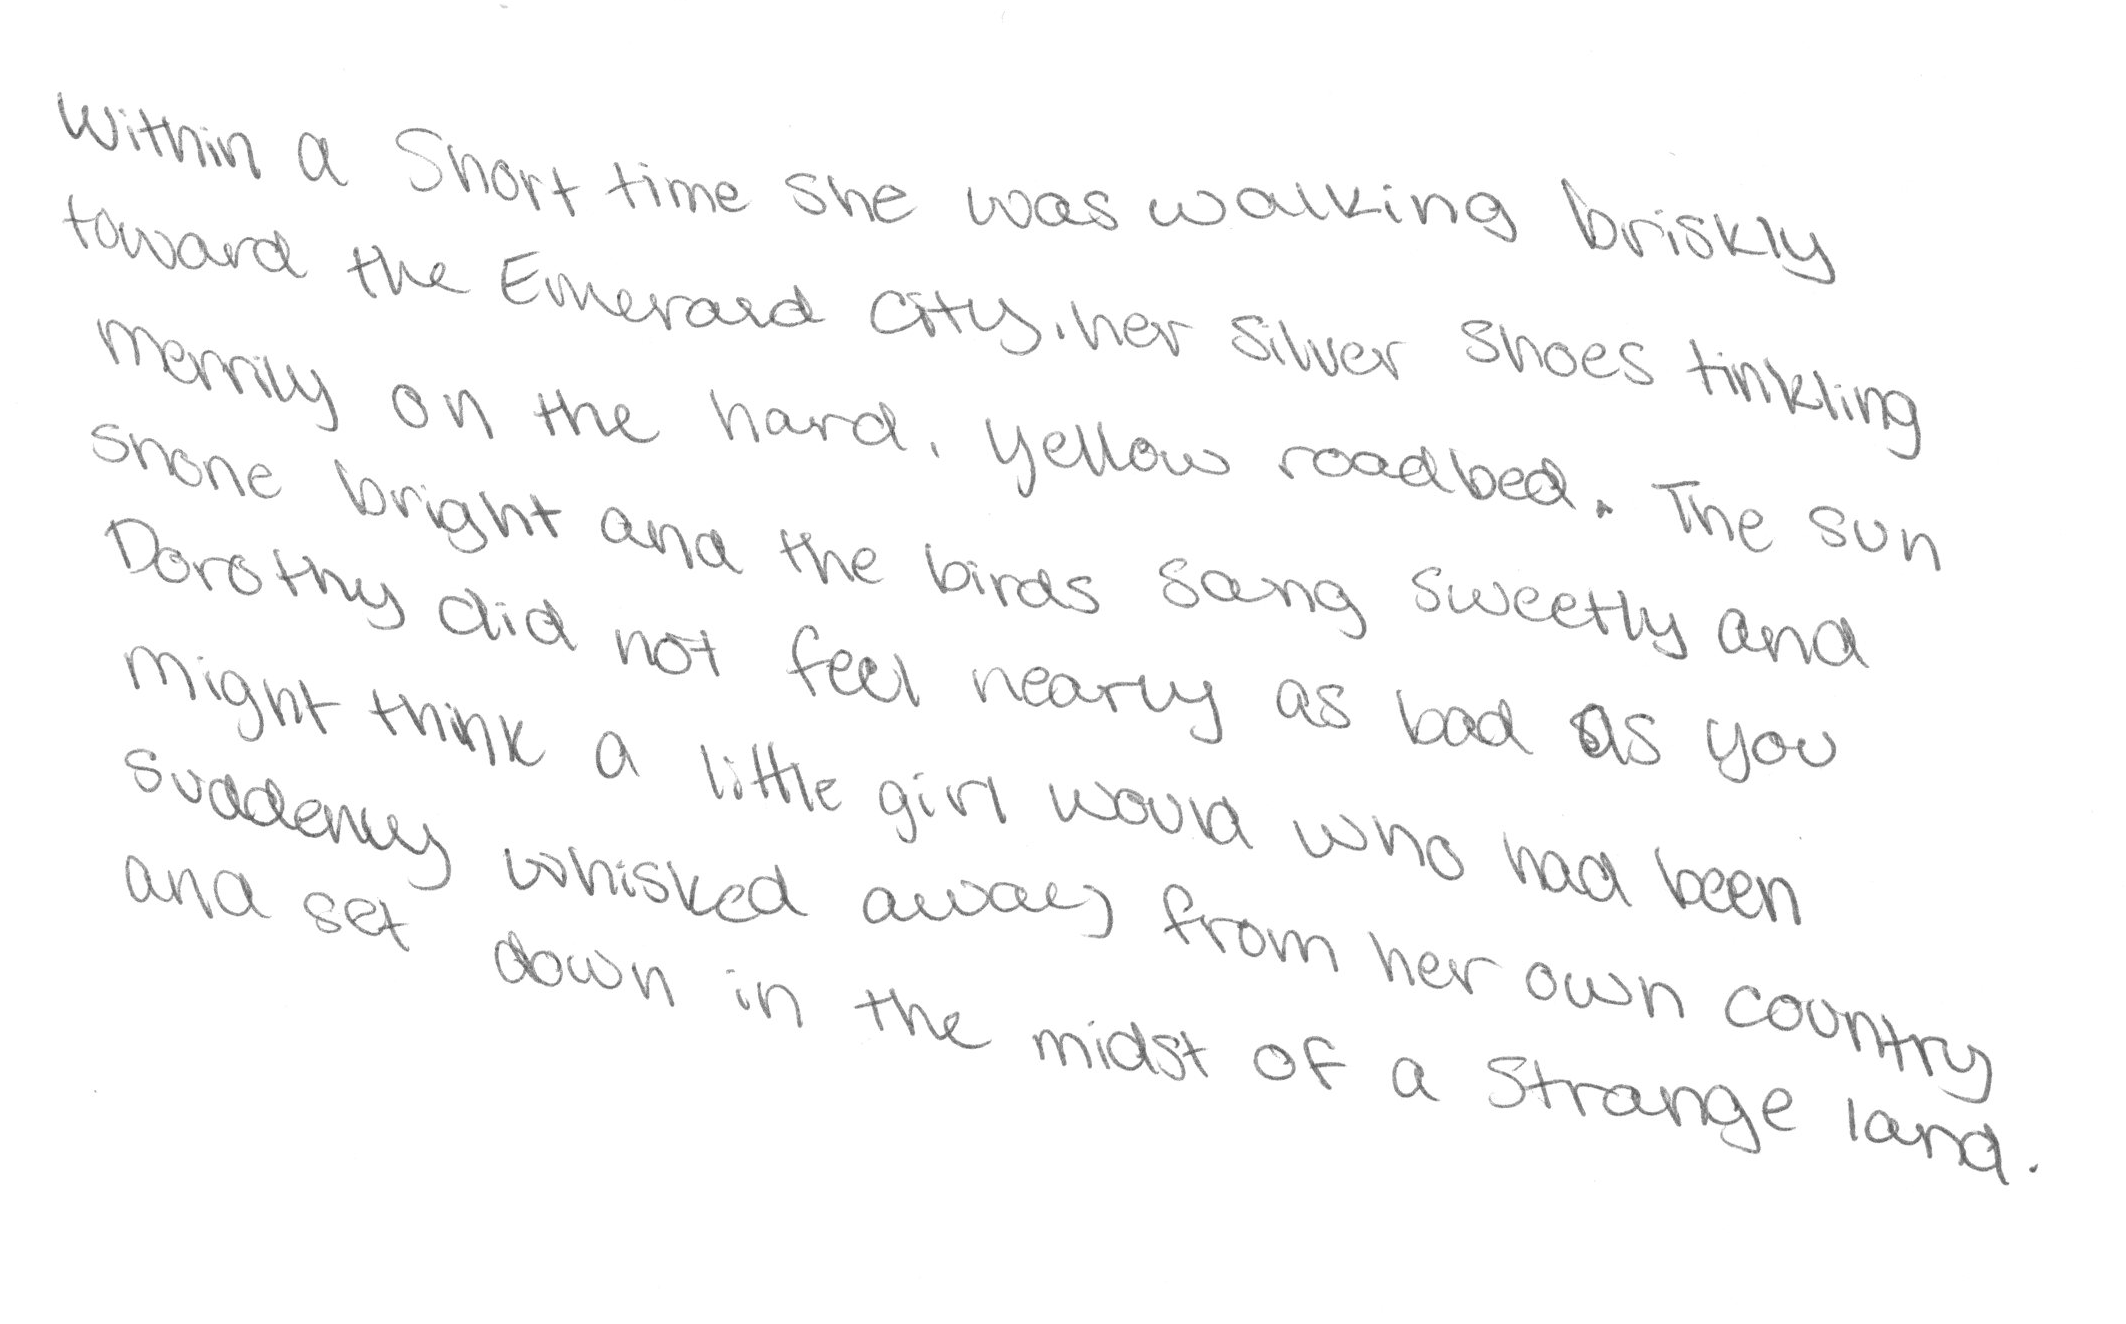 Within a Short time she was walking briskly
toward the Emerald City, her silver shoes tinkling
merrily on the hard, yellow roadbed. The sun
shone bright and the birds sang sweetly and
Dorothy did not feel nearly as bad as you
might think a little girl would who had been
suddenly whisked away from her own country
and set down in the midst of a strange land.